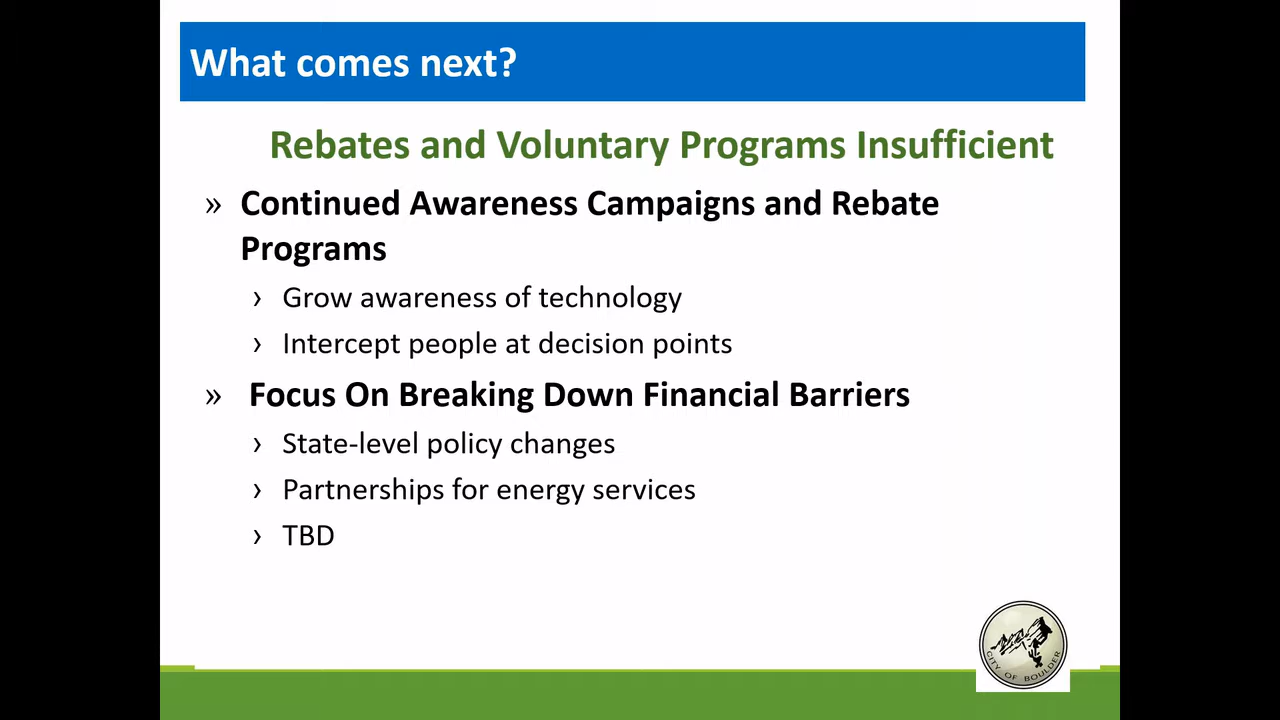 What comes next?
Rebates and Voluntary Programs Insufficient
» Continued Awareness Campaigns and Rebate
Programs
› Grow awareness of technology
› Intercept people at decision points
» Focus On Breaking Down Financial Barriers
› State-level policy changes
› Partnerships for energy services
› TBD
CITY OF BOULDER